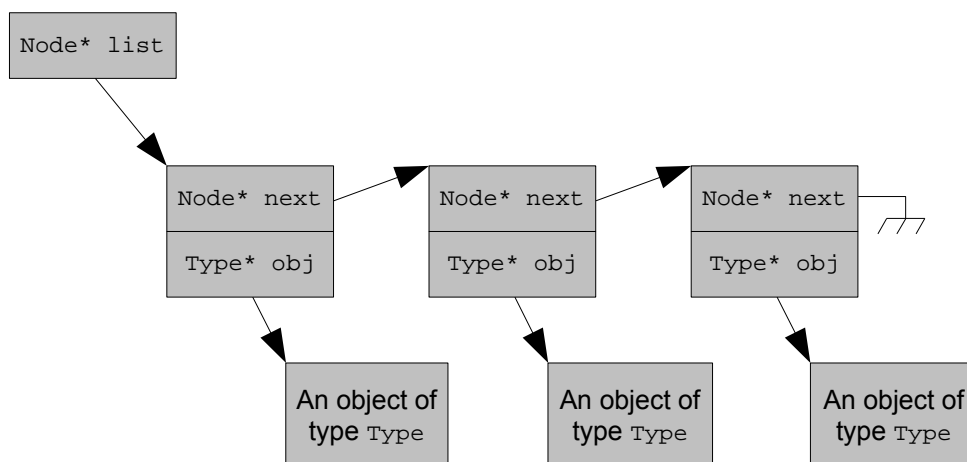 Node* list
Node* next
Node* next
Node* next
Type* obj
Type* obj
Type* obj
An object of
type Type
An object of
type Type
An object of
type Type